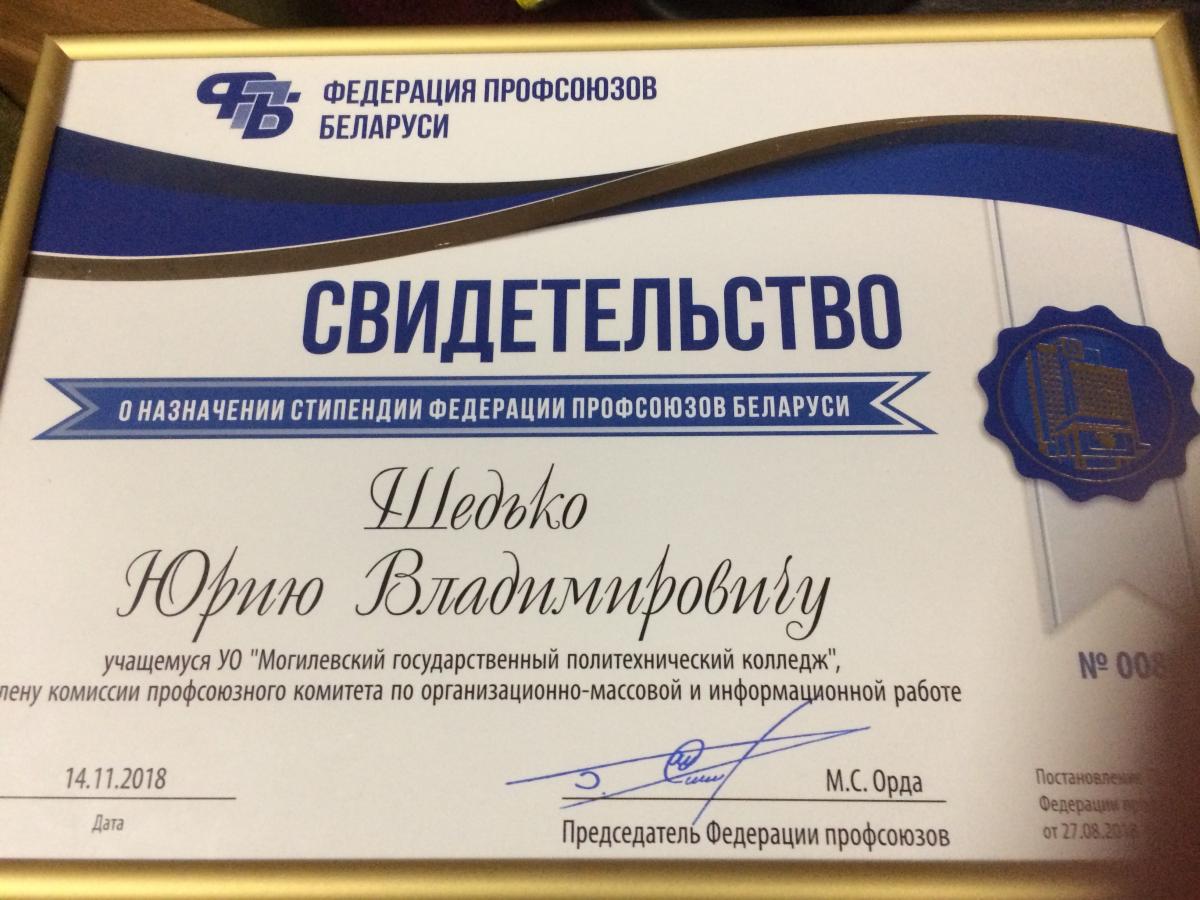 ФПБ
ФЕДЕРАЦИЯ ПРОФСОЮЗОВ
БЕЛАРУСИ
СВИДЕТЕЛЬСТВО
О НАЗНАЧЕНИИ СТИПЕНДИИ ФЕДЕРАЦИИ ПРОФСОЮЗОВ БЕЛАРУСИ
Шедько
Юрию Владимировичу
учащемуся УО "Могилевский государственный политехнический колледж",
лену комиссии профсоюзного комитета по организационно-массовой и информационной работе
№ 008
14.11.2018
Дата
М.С. Орда
Председатель Федерации профсоюзов
Постановление
Федерации
от 27.08.2018